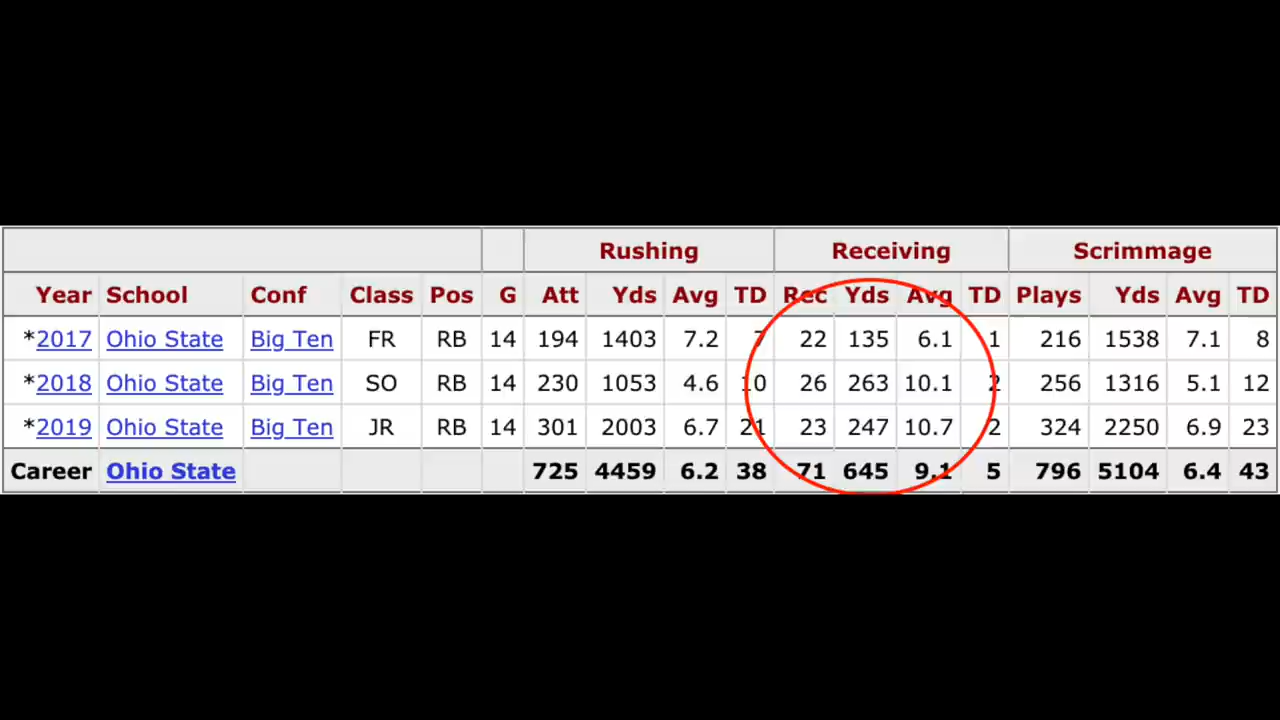 Rushing Receiving Scrimmage
Year School Conf Class Pos G Att Yds Avg TD Rec Yds Avg TD Plays Yds Avg TD
*2017 Ohio State Big Ten FR RB 14 194 1403 7.2 7 22 135 6.1 1 216 1538 7.1 8
*2018 Ohio State Big Ten SO RB 14 230 1053 4.6 10 26 263 10.1 2 256 1316 5.1 12
*2019 Ohio State Big Ten JR RB 14 301 2003 6.7 21 23 247 10.7 2 324 2250 6.9 23
Career Ohio State 725 4459 6.2 38 71 645 9.1 5 796 5104 6.4 43